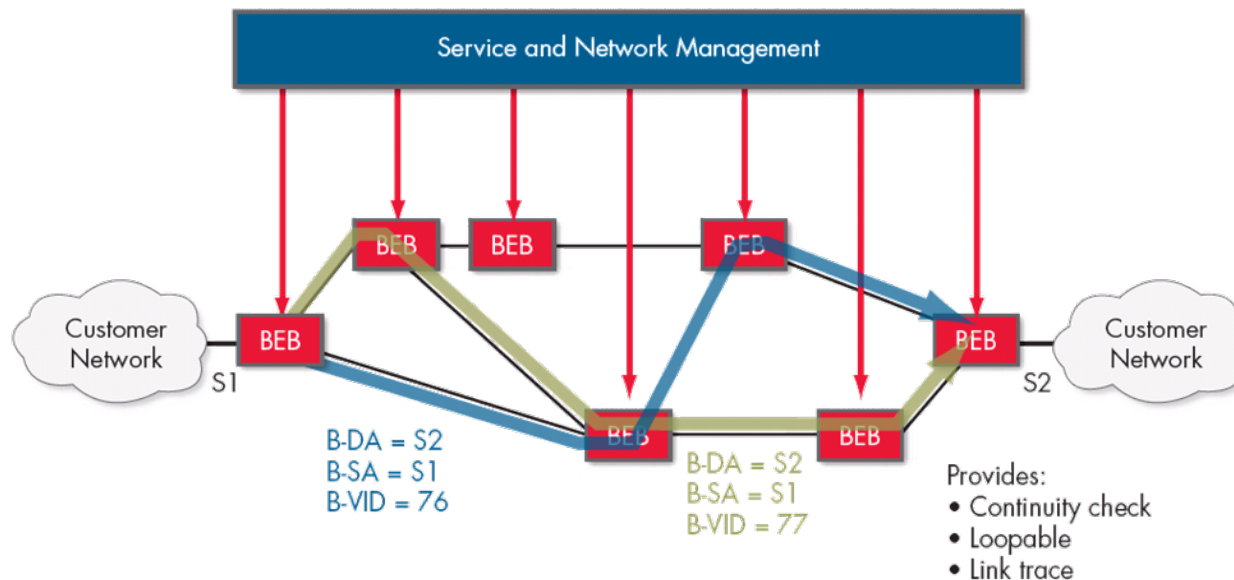 Service and Network Management
BEB
BEB
BEB
Customer
Network
S1
BEB
BEB
S2
Customer
Network
BEB
BEB
B-DA = S2
B-SA = S1
B-VID = 76
B-DA = S2
B-SA = S1
B-VID = 77
Provides:
• Continuity check
• Loopable
• Link trace